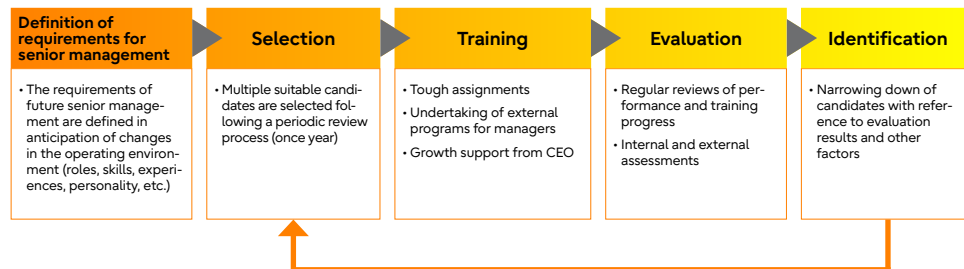 Definition of
requirements for
senior management
• The requirements of
future senior manage-
ment are defined in
anticipation of changes
in the operating environ-
ment (roles, skills, experi-
ences, personality, etc.)
Selection
• Multiple suitable candi-
dates are selected fol-
lowing a periodic review
process (once year)
Training
• Tough assignments
• Undertaking of external
programs for managers
• Growth support from CEO
Evaluation
• Regular reviews of per-
formance and training
progress
• Internal and external
assessments
Identification
• Narrowing down of
candidates with refer-
ence to evaluation
results and other
factors